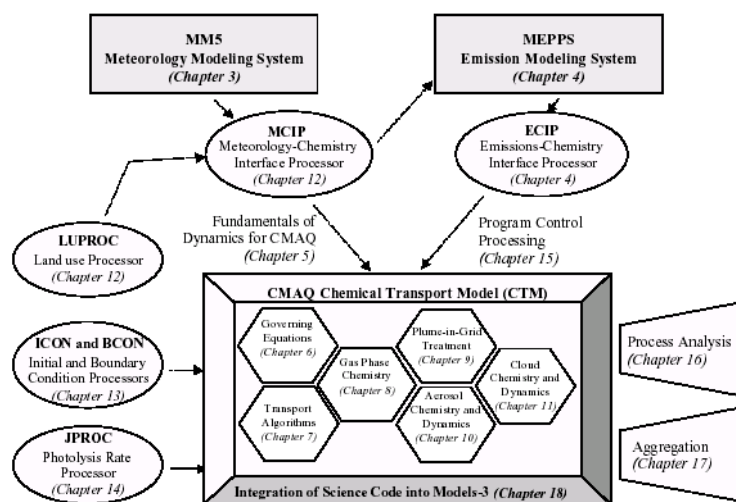 MM5
Meteorology Modeling System
(Chapter 3)
MEPPS
Emission Modeling System
(Chapter 4)
MCIP
Meteorology-Chemistry
Interface Processor
(Chapter 12)
ECIP
Emissions-Chemistry
Interface Processor
(Chapter 4)
LUPROC
Land use Processor
(Chapter 12)
Fundamentals of
Dynamics for CMAQ
(Chapter 5)
Program Control
Processing
(Chapter 15)
ICON and BCON
Initial and Boundary
Condition Processors
(Chapter 13)
JPROC
Photolysis Rate
Processor
(Chapter 14)
CMAQ Chemical Transport Model (CTM)
Governing
Equations
(Chapter 6)
Transport
Algorithms
(Chapter 7)
Gas Phase
Chemistry
(Chapter 8)
Plume-in-Grid
Treatment
(Chapter 9)
Aerosol
Chemistry and
Dynamics
(Chapter 10)
Cloud
Chemistry and
Dynamics
(Chapter 11)
Integration of Science Code into Models-3 (Chapter 18)
Process Analysis
(Chapter 16)
Aggregation
(Chapter 17)